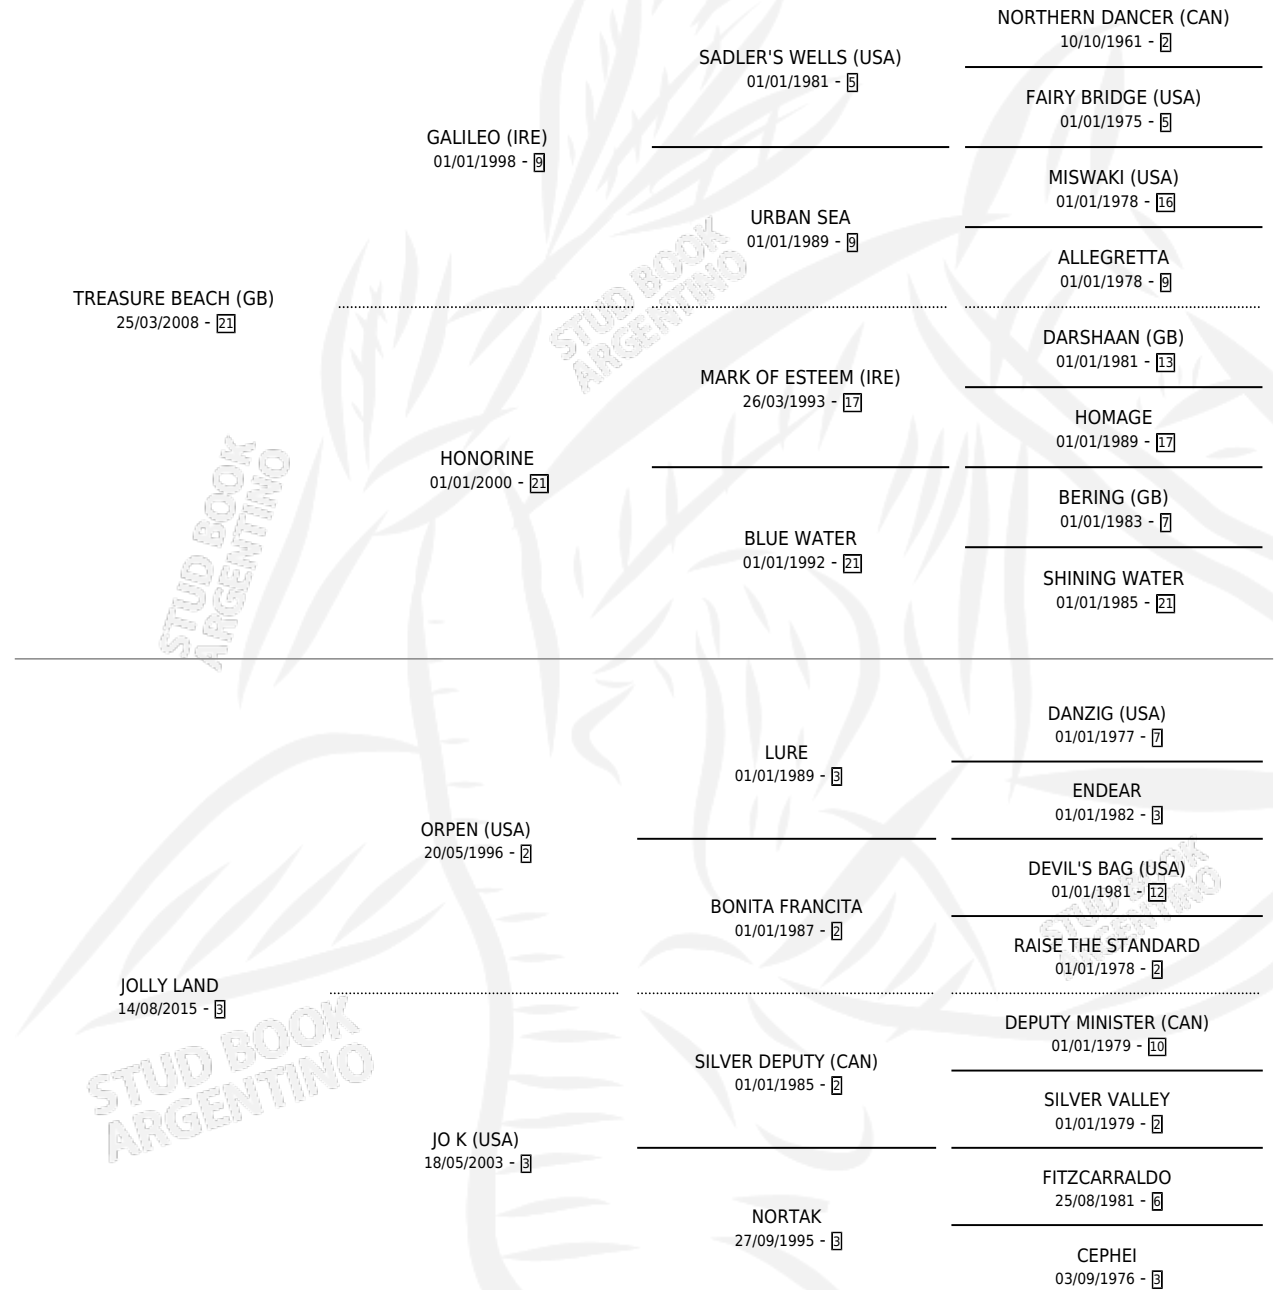 NORTHERN DANCER (CAN)
10/10/1961 - 2
SADLER'S WELLS (USA)
01/01/1981 - 5
FAIRY BRIDGE (USA)
01/01/1975 - 5
GALILEO (IRE)
01/01/1998 - 9
MISWAKI (USA)
01/01/1978 - 16
URBAN SEA
01/01/1989 - 9
ALLEGRETTA
01/01/1978 - 9
TREASURE BEACH (GB)
25/03/2008 - 21
DARSHAAN (GB)
01/01/1981 - 13
MARK OF ESTEEM (IRE)
26/03/1993 - 17
HOMAGE
01/01/1989 - 17
HONORINE
01/01/2000 - 21
BERING (GB)
01/01/1983 - 7
BLUE WATER
01/01/1992 - 21
SHINING WATER
01/01/1985 - 21
DANZIG (USA)
01/01/1977 - 7
LURE
01/01/1989 - 3
ENDEAR
01/01/1982 - 3
ORPEN (USA)
20/05/1996 - 2
DEVIL'S BAG (USA)
01/01/1981 - 12
BONITA FRANCITA
01/01/1987 - 2
RAISE THE STANDARD
01/01/1978 - 2
JOLLY LAND
14/08/2015 - 3
DEPUTY MINISTER (CAN)
01/01/1979 - 10
SILVER DEPUTY (CAN)
01/01/1985 - 2
SILVER VALLEY
01/01/1979 - 2
JO K (USA)
18/05/2003 - 3
FITZCARRALDO
25/08/1981 - 6
NORTAK
27/09/1995 - 3
CEPHEI
03/09/1976 - 3
STUD BOOK
ARGENTINO
STUD BOOK
ARGENTINO
STUD BOOK
ARGENTINO
STUD BOOK
ARGENTINO